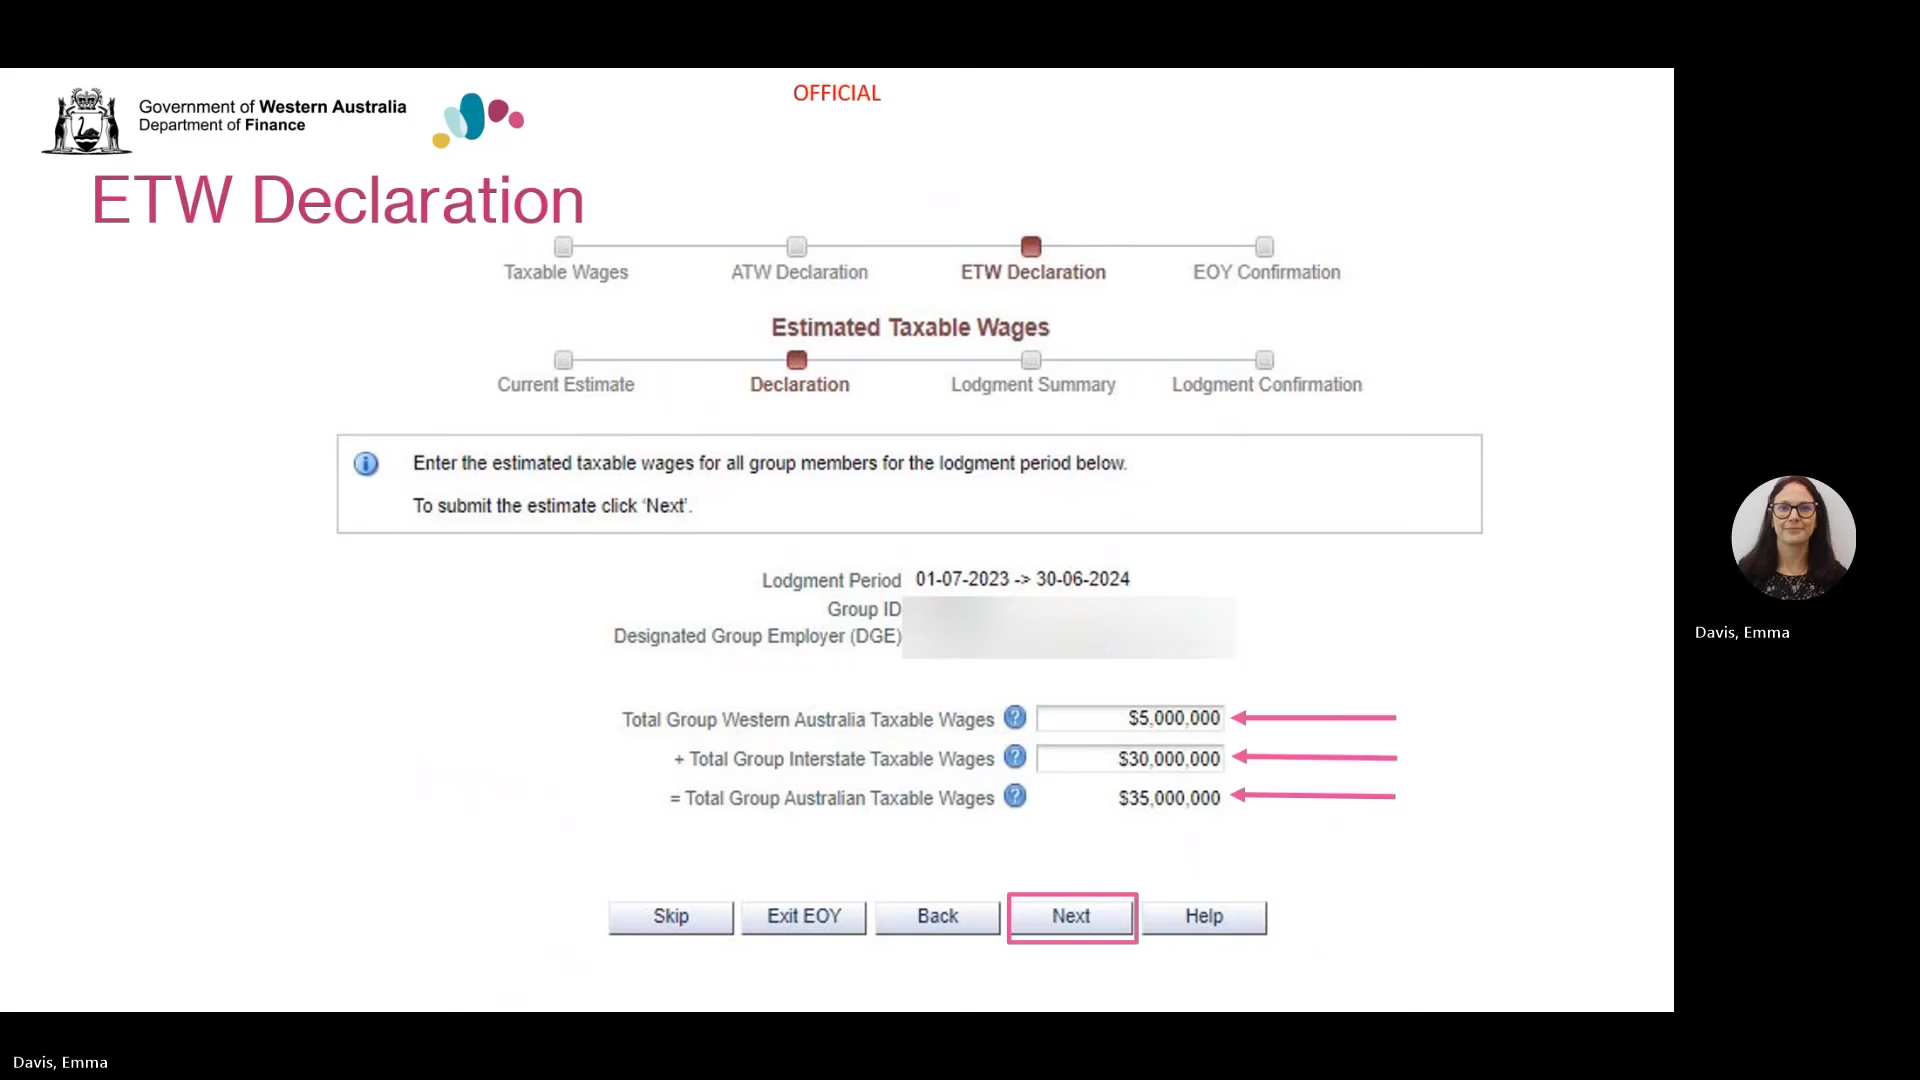 OFFICIAL
Government of Western Australia
Department of Finance
ETW Declaration
Taxable Wages
ATW Declaration
ETW Declaration
EOY Confirmation
Estimated Taxable Wages
Current Estimate
Declaration
Lodgment Summary
Lodgment Confirmation
Enter the estimated taxable wages for all group members for the lodgment period below.
To submit the estimate click 'Next'.
Lodgment Period 01-07-2023 -> 30-06-2024
Group ID
Designated Group Employer (DGE)
Total Group Western Australia Taxable Wages ? $5,000,000
+ Total Group Interstate Taxable Wages ? $30,000,000
= Total Group Australian Taxable Wages ? $35,000,000
Skip
Exit EOY
Back
Next
Help
Davis, Emma
Davis, Emma